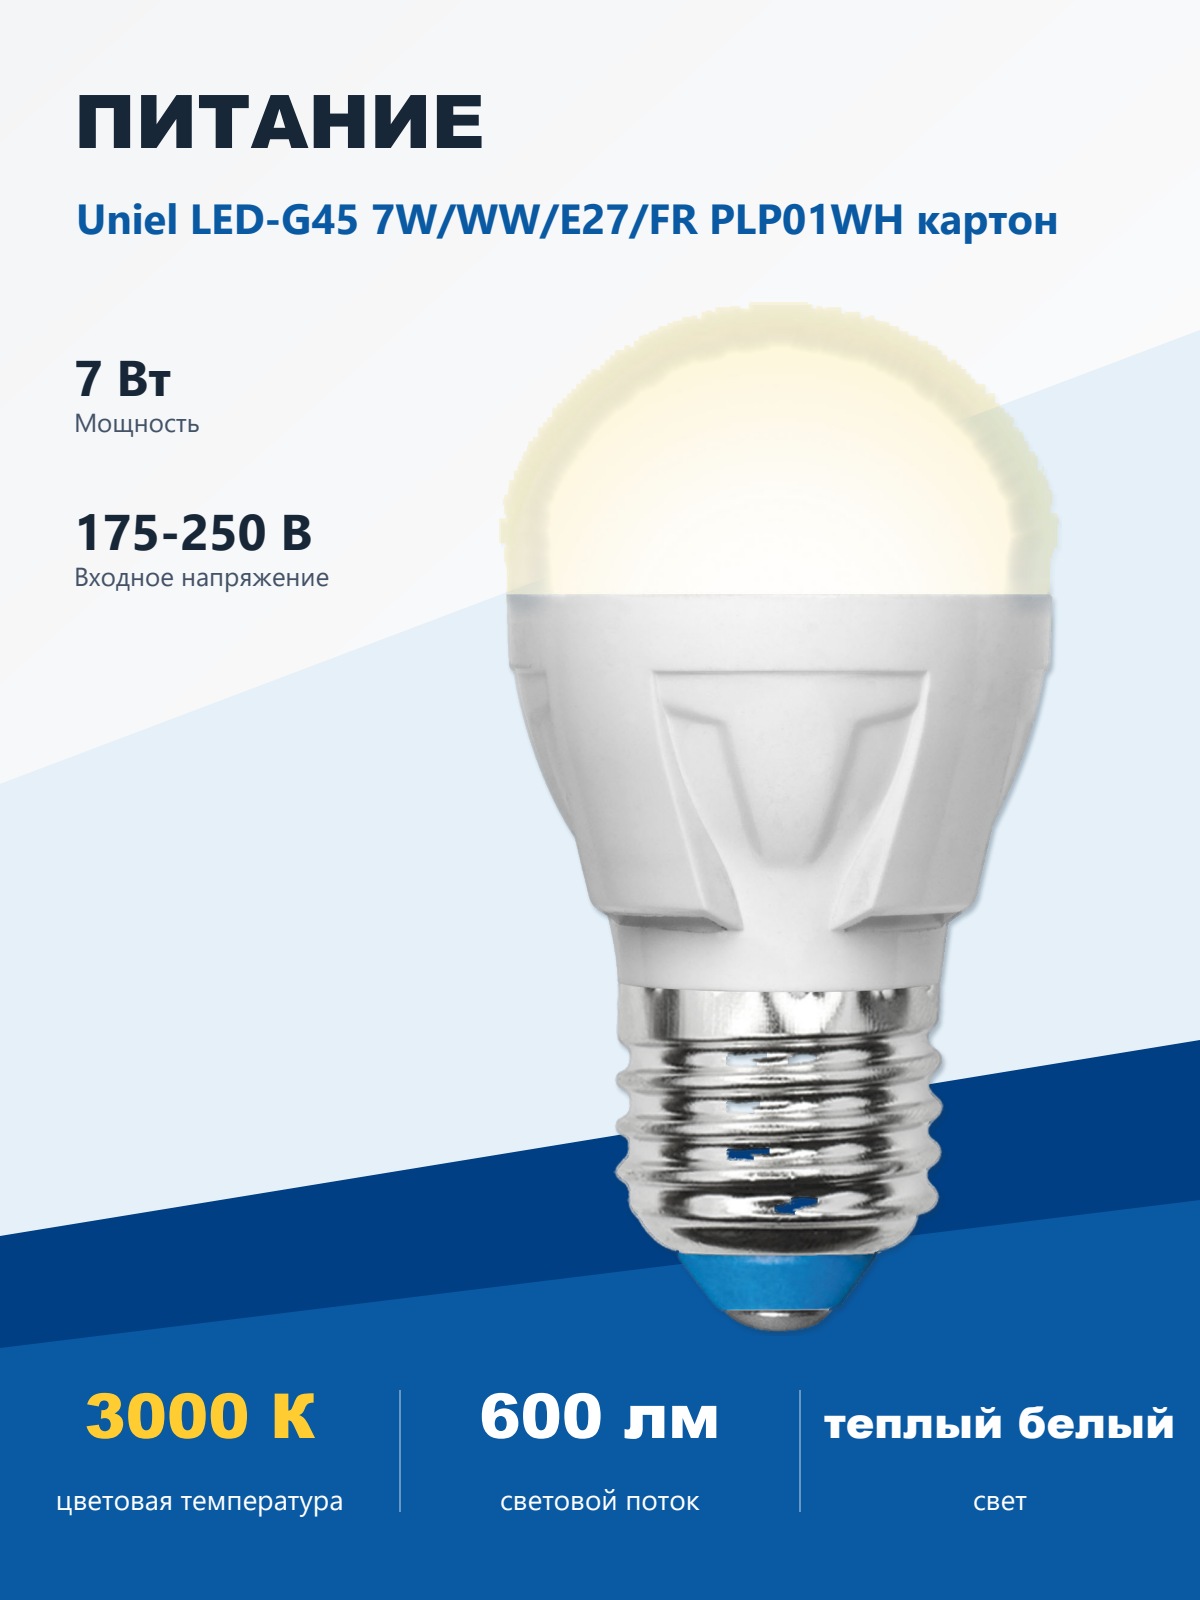 ПИТАНИЕ
Uniel LED-G45 7W/WW/E27/FR PLP01WH картон
7 Вт
Мощность
175-250 В
Входное напряжение
3000 К
цветовая температура
600 лм
световой поток
теплый белый
свет